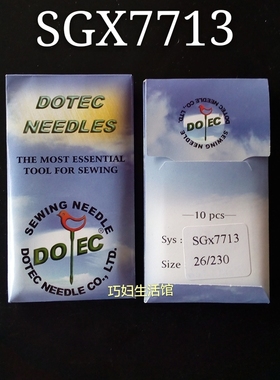 SGX7713
DOTEC
NEEDLES
THE MOST ESSENTIAL
TOOL FOR SEWING
SEWING NEEDLE
DOTEC
DOTEC NEEDLE CO., LTD.
®
DOTEC NEEDLE CO., LTD.
DOTEC
10 pcs
Sys : SGx7713
Size 26/230
巧妇生活馆